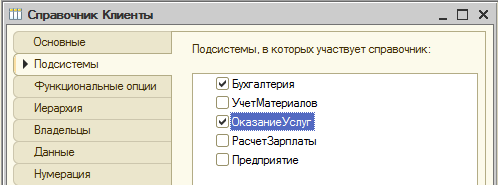 Справочник Клиенты
Основные
Подсистемы
Функциональные опции
Иерархия
Владельцы
Данные
Нумерация
Подсистемы, в которых участвует справочник:
Бухгалтерия
УчетМатериалов
ОказаниеУслуг
РасчетЗарплаты
Предприятие